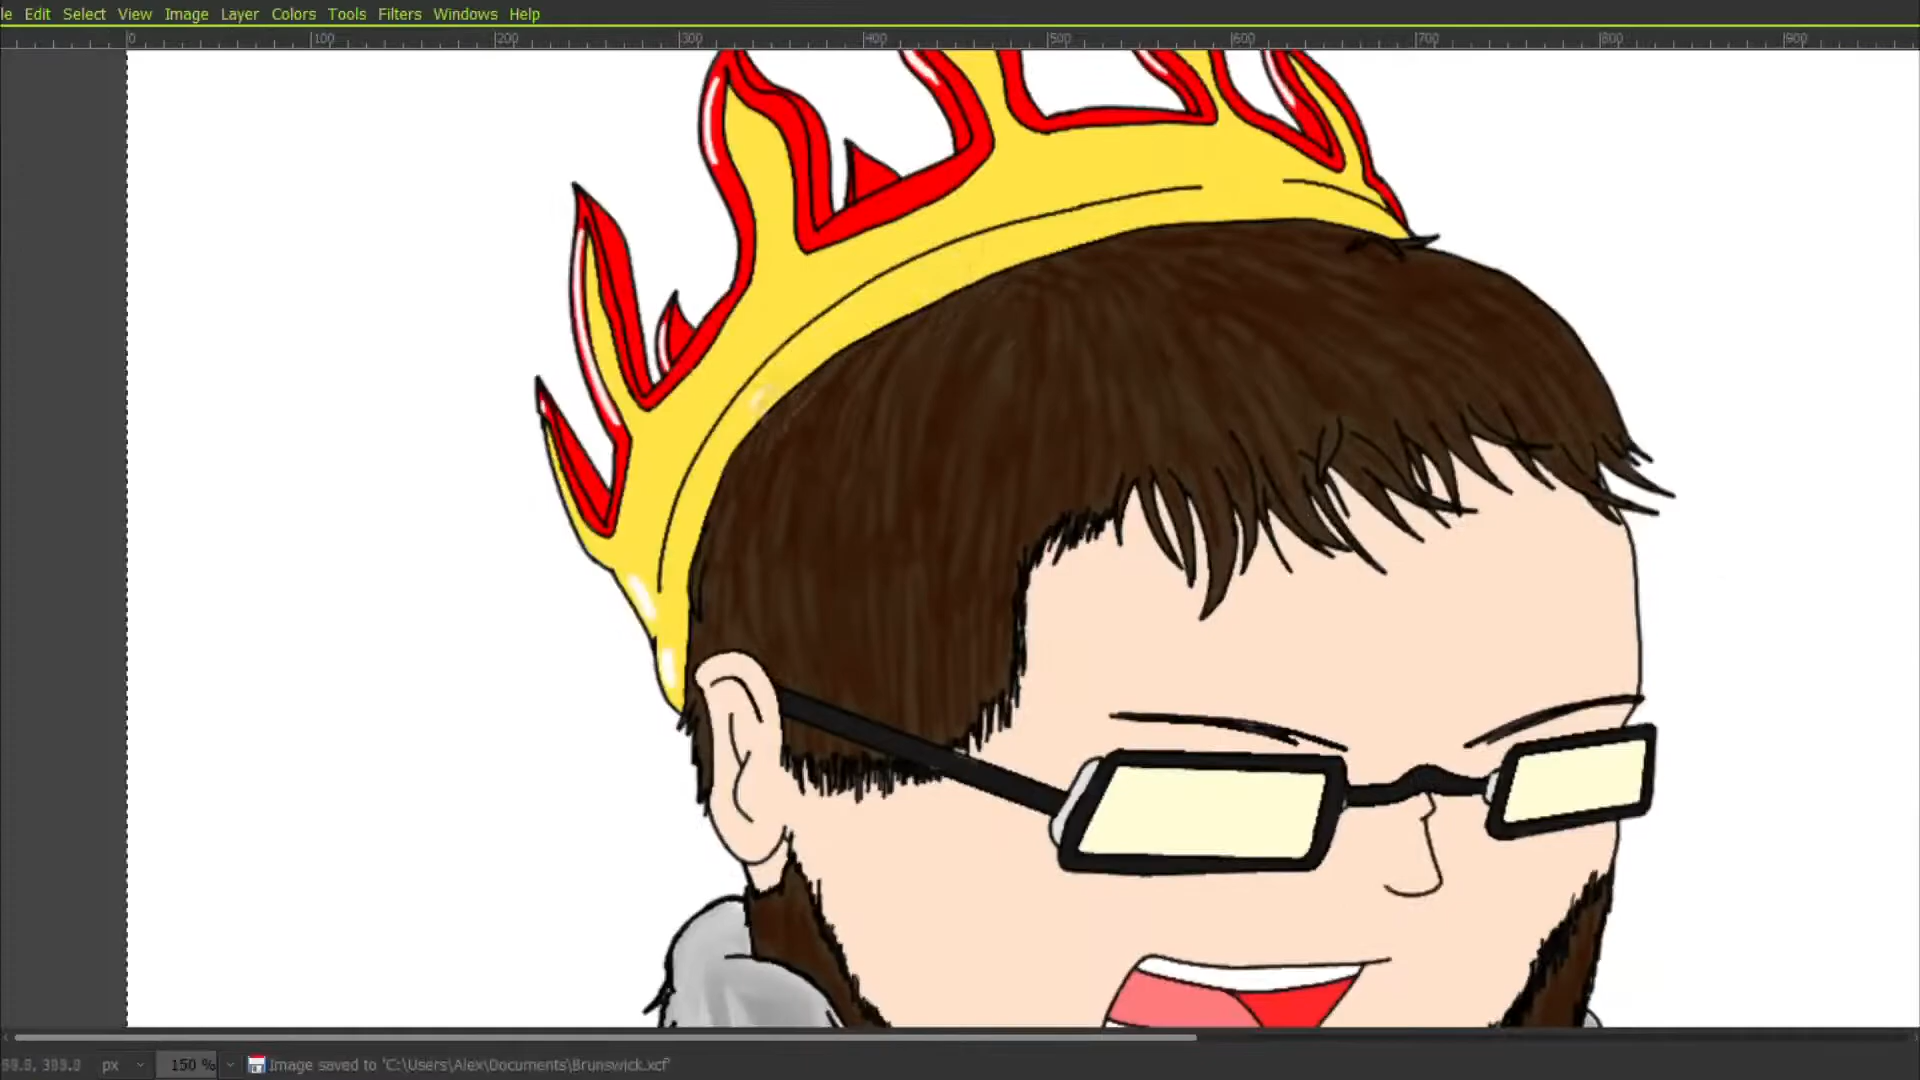 le Edit Select View Image Layer Colors Tools Filters Windows Help
0 100 200 300 400 500 600 700 800 900
px 150 % Image saved to 'C:\Users\Alex\Documents\Brunswick.xcf'